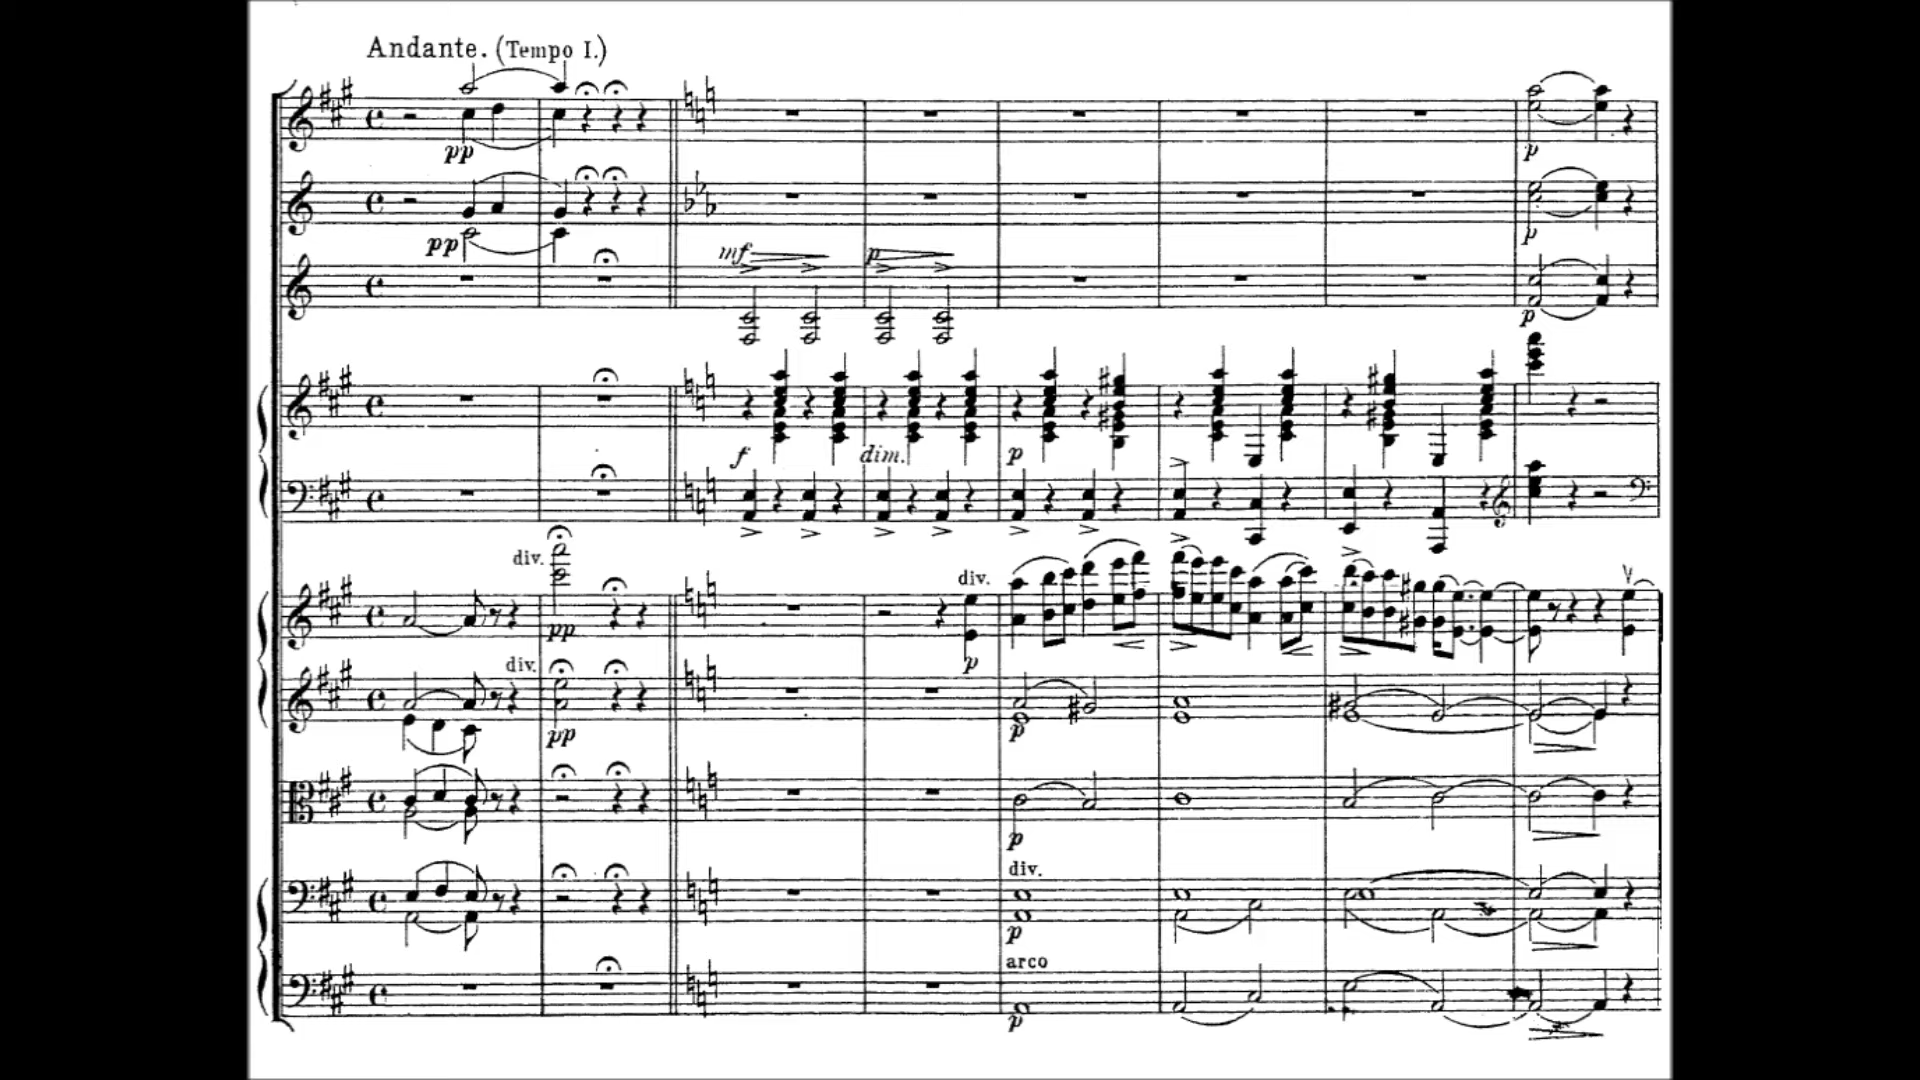 Andante. (Tempo I.)
pp
pp
mf
p
p
p
p
f
dim.
p
div.
pp
div.
p
div.
pp
p
p
div.
p
arco
p